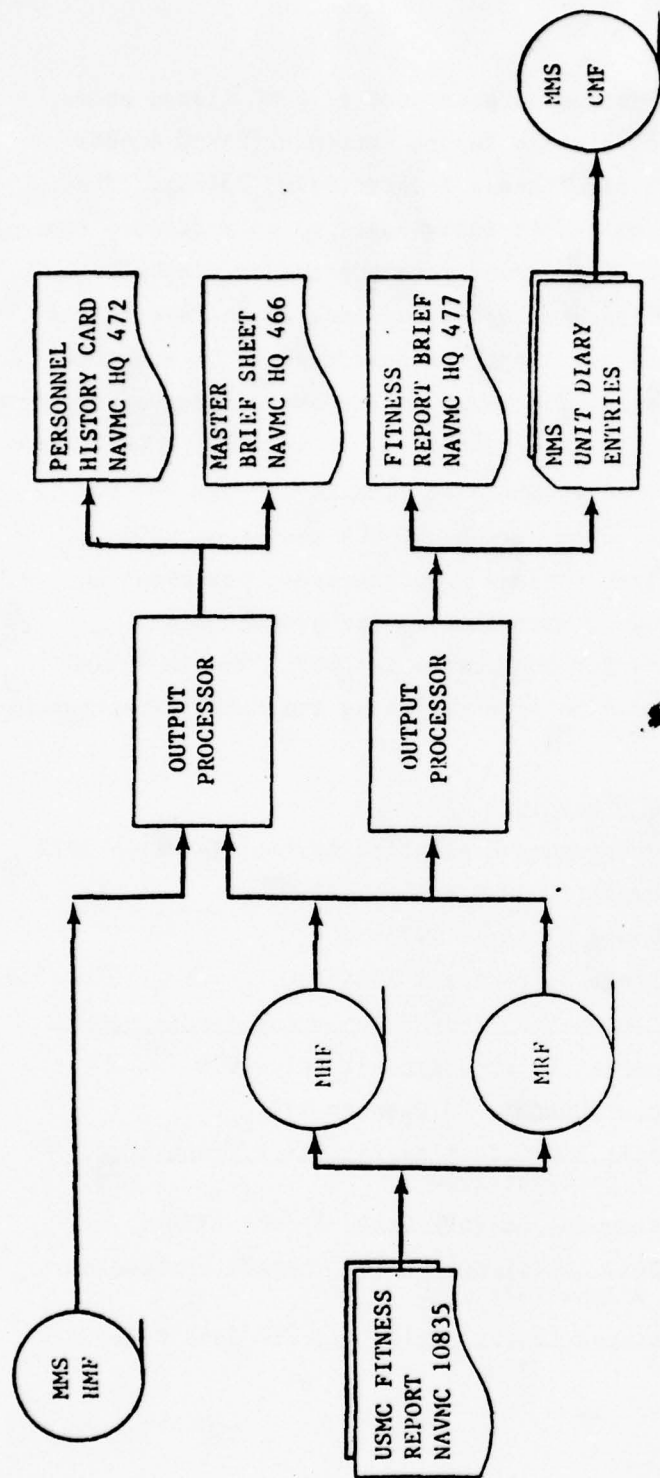 MMS
HMF
USMC FITNESS
REPORT
NAVMC 10835
MHF
MRF
OUTPUT
PROCESSOR
OUTPUT
PROCESSOR
PERSONNEL
HISTORY CARD
NAVMC HQ 472
MASTER
BRIEF SHEET
NAVMC HQ 466
FITNESS
REPORT BRIEF
NAVMC HQ 477
MMS
UNIT DIARY
ENTRIES
MMS
CMF